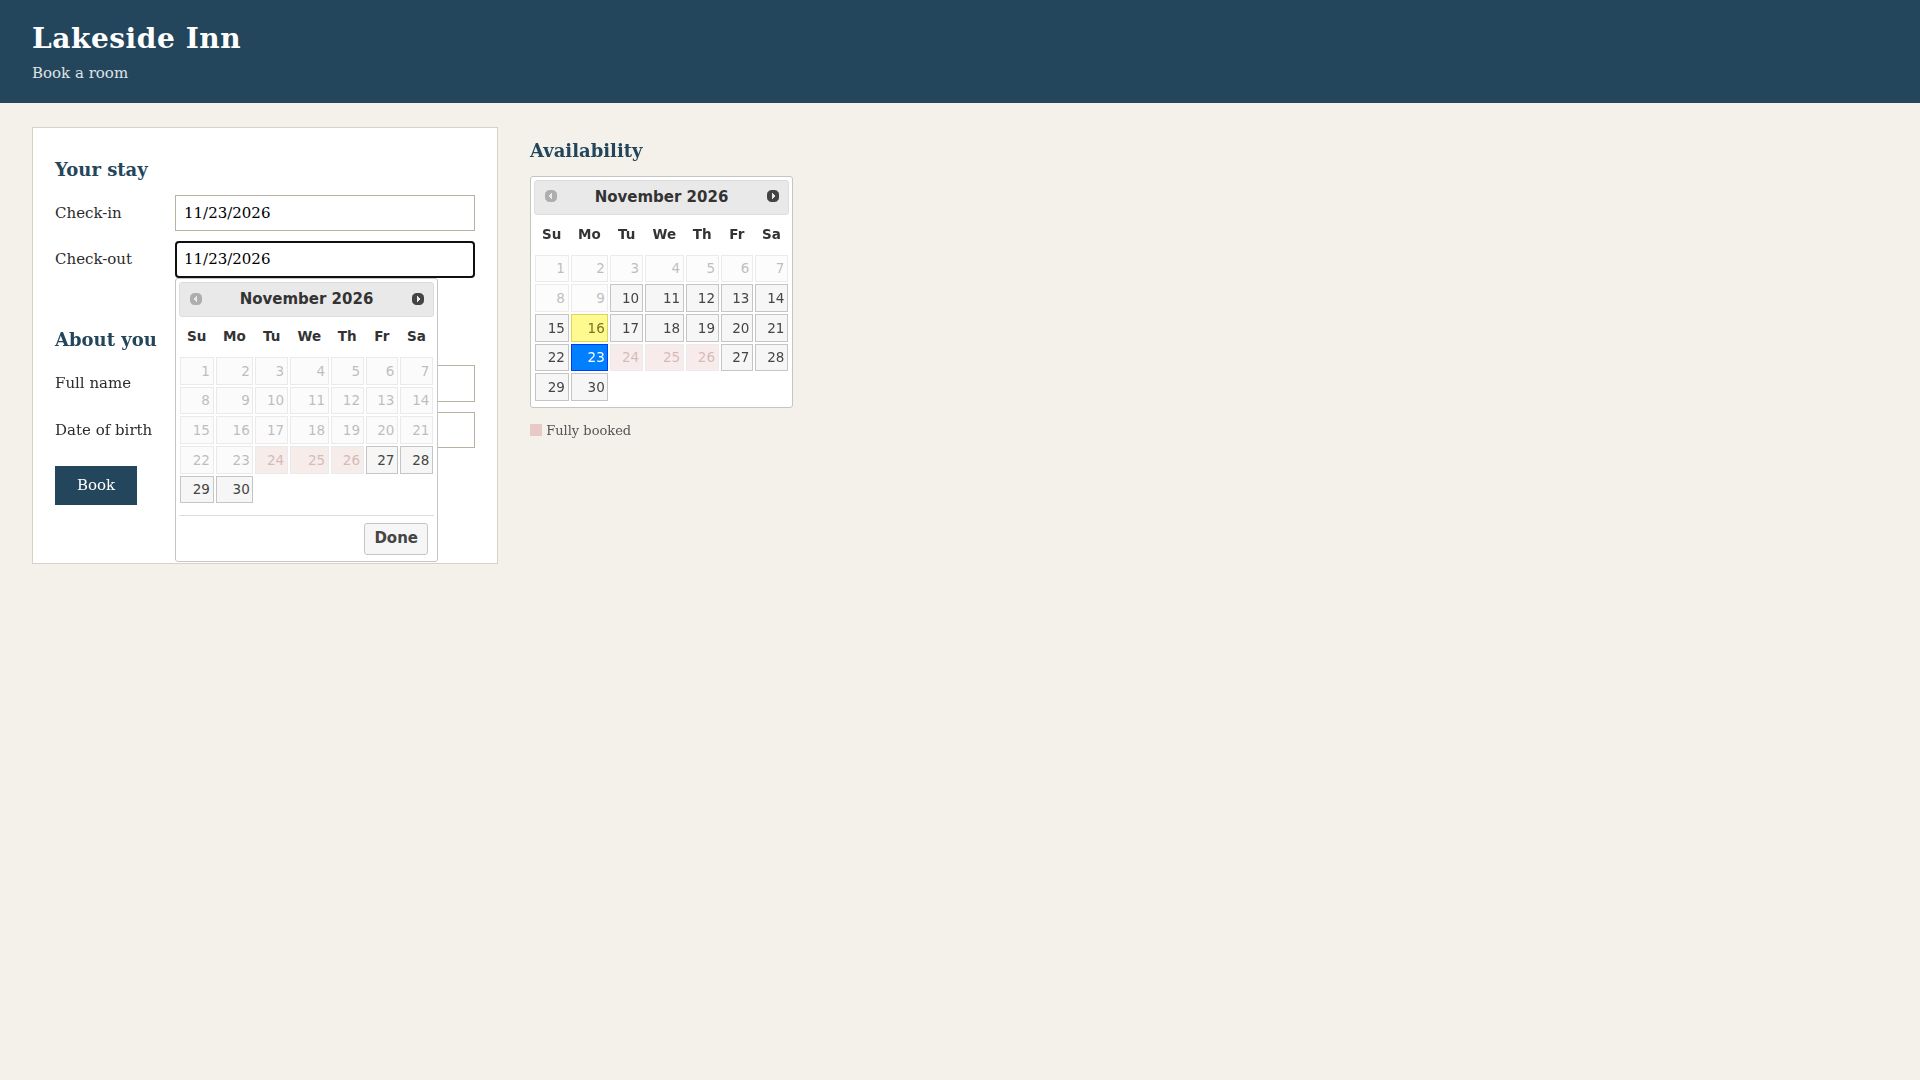 Lakeside Inn
Book a room
Your stay
Check-in 11/23/2026
Check-out 11/23/2026
November 2026
Su Mo Tu We Th Fr Sa
1 2 3 4 5 6 7
8 9 10 11 12 13 14
15 16 17 18 19 20 21
22 23 24 25 26 27 28
29 30
Done
About you
Full name
Date of birth
Book
Availability
November 2026
Su Mo Tu We Th Fr Sa
1 2 3 4 5 6 7
8 9 10 11 12 13 14
15 16 17 18 19 20 21
22 23 24 25 26 27 28
29 30
Fully booked